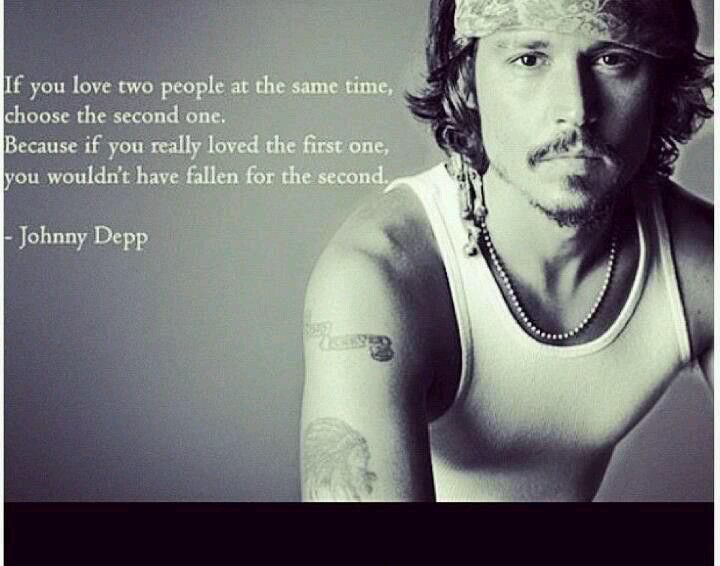 If you love two people at the same time,
choose the second one.
Because if you really loved the first one,
you wouldn't have fallen for the second.
- Johnny Depp